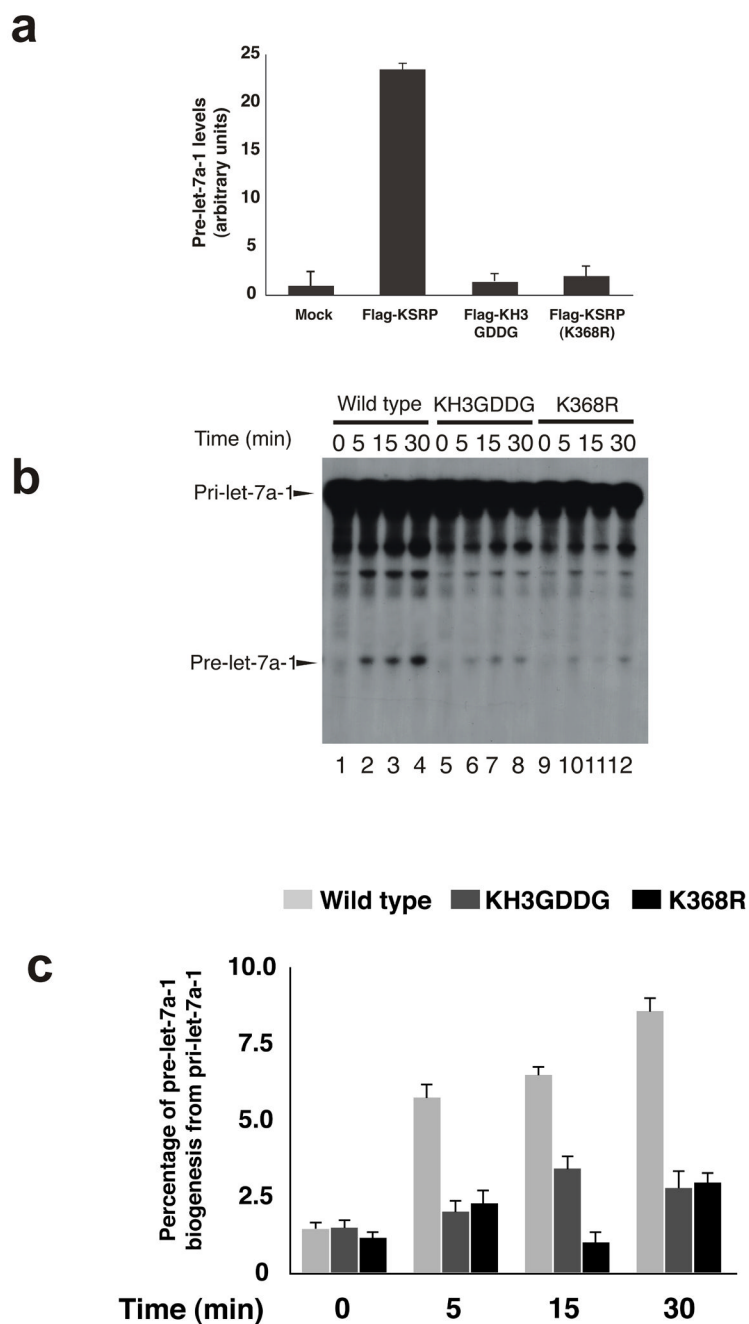 a
Pre-let-7a-1 levels
(arbitrary units)
25
20
15
10
5
0
Mock
Flag-KSRP
Flag-KH3
GDDG
Flag-KSRP
(K368R)
b
Wild type KH3GDDG K368R
Time (min) 0 5 15 30 0 5 15 30 0 5 15 30
Pri-let-7a-1
Pre-let-7a-1
1 2 3 4 5 6 7 8 9 10 11 12
Wild type KH3GDDG K368R
c
Percentage of pre-let-7a-1
biogenesis from pri-let-7a-1
10.0
7.5
5.0
2.5
0
Time (min) 0 5 15 30